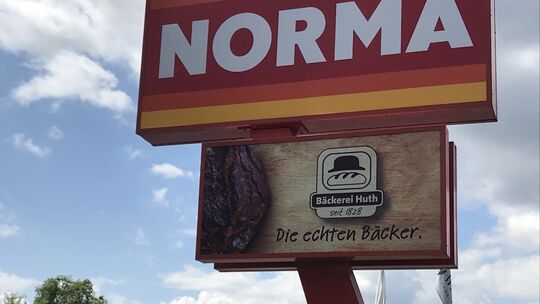 NORMA
Bäckerei Huth
seit 1828
Die echten Bäcker.